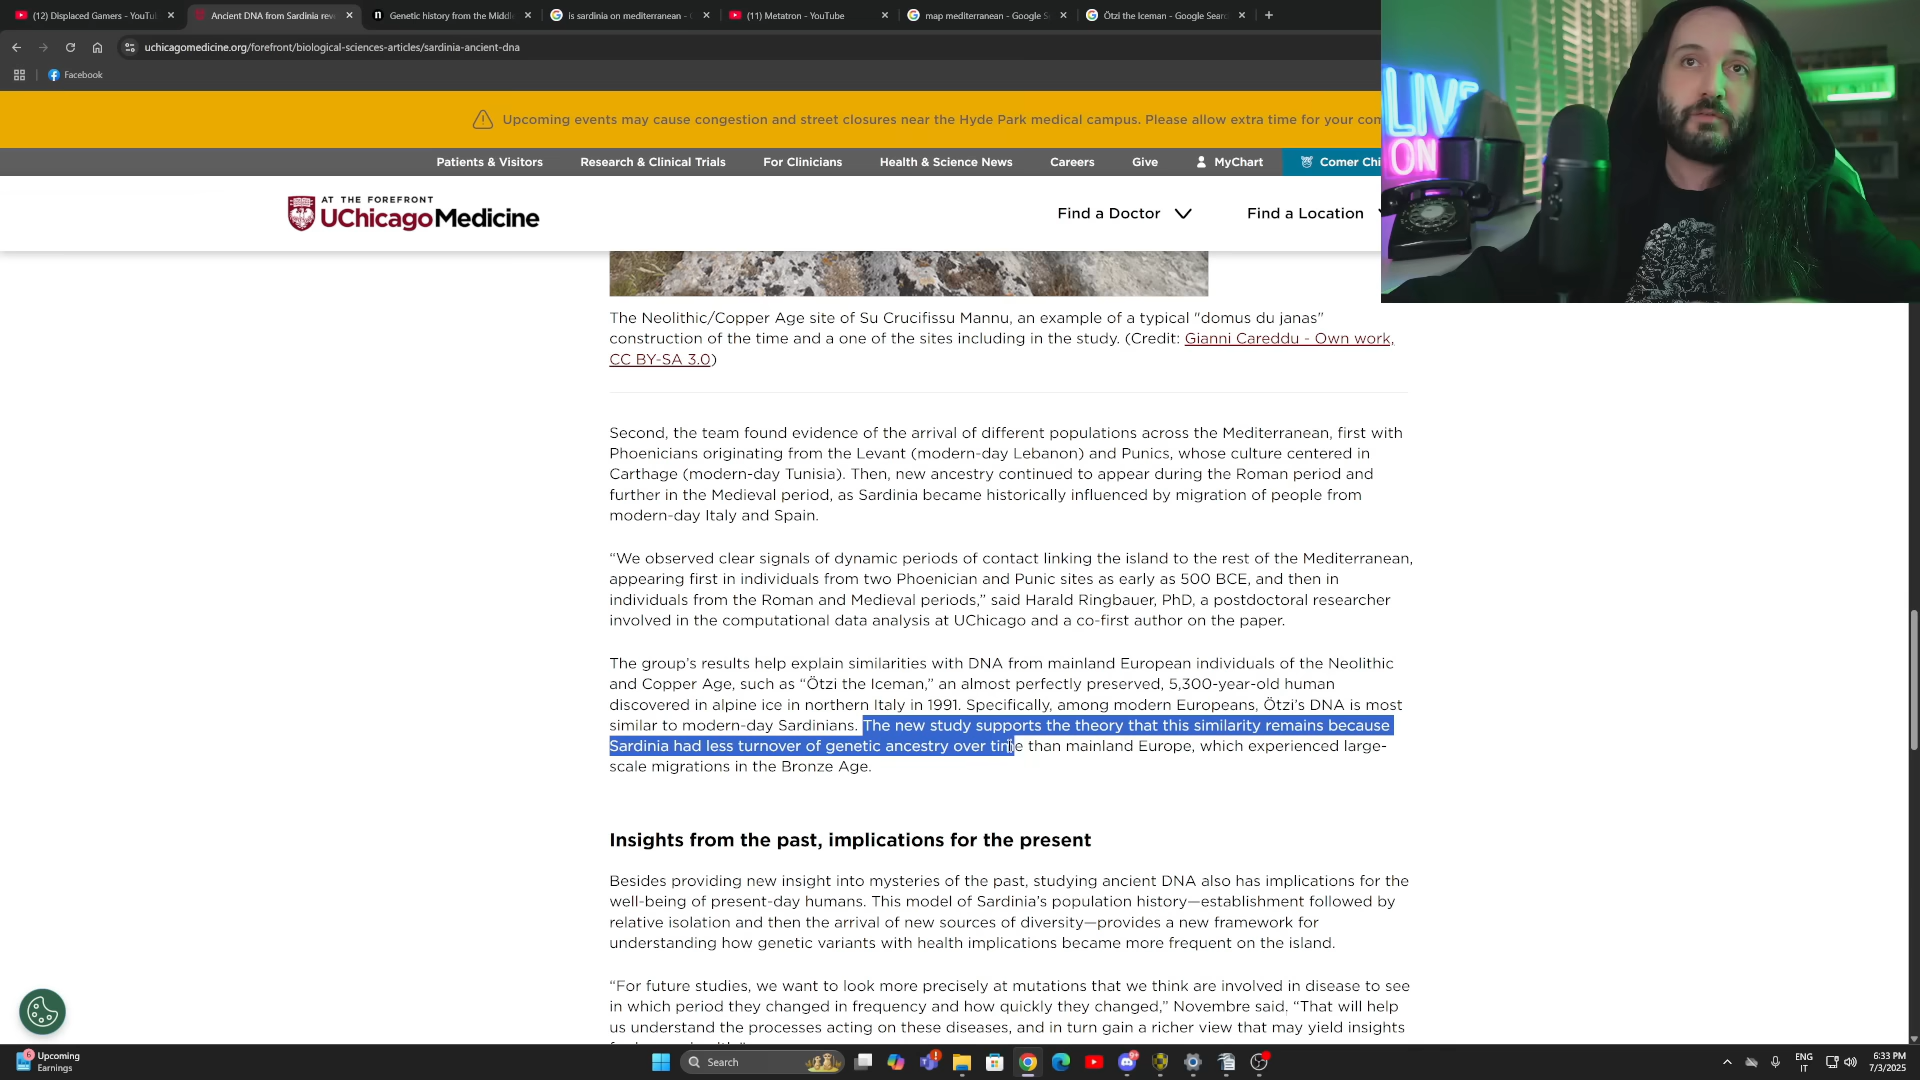 (12) Displaced Gamers - YouTu
Ancient DNA from Sardinia reve
Genetic history from the Middl
is sardinia on mediterranean -
(11) Metatron - YouTube
map mediterranean - Google S
Ötzi the Iceman - Google Searc
uchicagomedicine.org/forefront/biological-sciences-articles/sardinia-ancient-dna
Facebook
Upcoming events may cause congestion and street closures near the Hyde Park medical campus. Please allow extra time for your con
Patients & Visitors
Research & Clinical Trials
For Clinicians
Health & Science News
Careers
Give
MyChart
Comer Chi
AT THE FOREFRONT
UChicagoMedicine
Find a Doctor
Find a Location
LIV
ON
The Neolithic/Copper Age site of Su Crucifissu Mannu, an example of a typical "domus du janas"
construction of the time and a one of the sites including in the study. (Credit: Gianni Careddu - Own work,
CC BY-SA 3.0)
Second, the team found evidence of the arrival of different populations across the Mediterranean, first with
Phoenicians originating from the Levant (modern-day Lebanon) and Punics, whose culture centered in
Carthage (modern-day Tunisia). Then, new ancestry continued to appear during the Roman period and
further in the Medieval period, as Sardinia became historically influenced by migration of people from
modern-day Italy and Spain.
“We observed clear signals of dynamic periods of contact linking the island to the rest of the Mediterranean,
appearing first in individuals from two Phoenician and Punic sites as early as 500 BCE, and then in
individuals from the Roman and Medieval periods,” said Harald Ringbauer, PhD, a postdoctoral researcher
involved in the computational data analysis at UChicago and a co-first author on the paper.
The group’s results help explain similarities with DNA from mainland European individuals of the Neolithic
and Copper Age, such as “Ötzi the Iceman,” an almost perfectly preserved, 5,300-year-old human
discovered in alpine ice in northern Italy in 1991. Specifically, among modern Europeans, Ötzi’s DNA is most
similar to modern-day Sardinians. The new study supports the theory that this similarity remains because
Sardinia had less turnover of genetic ancestry over time than mainland Europe, which experienced large-
scale migrations in the Bronze Age.
Insights from the past, implications for the present
Besides providing new insight into mysteries of the past, studying ancient DNA also has implications for the
well-being of present-day humans. This model of Sardinia’s population history—establishment followed by
relative isolation and then the arrival of new sources of diversity—provides a new framework for
understanding how genetic variants with health implications became more frequent on the island.
“For future studies, we want to look more precisely at mutations that we think are involved in disease to see
in which period they changed in frequency and how quickly they changed,” Novembre said. “That will help
us understand the processes acting on these diseases, and in turn gain a richer view that may yield insights
Upcoming
Earnings
Search
ENG
IT
6:33 PM
7/3/2025